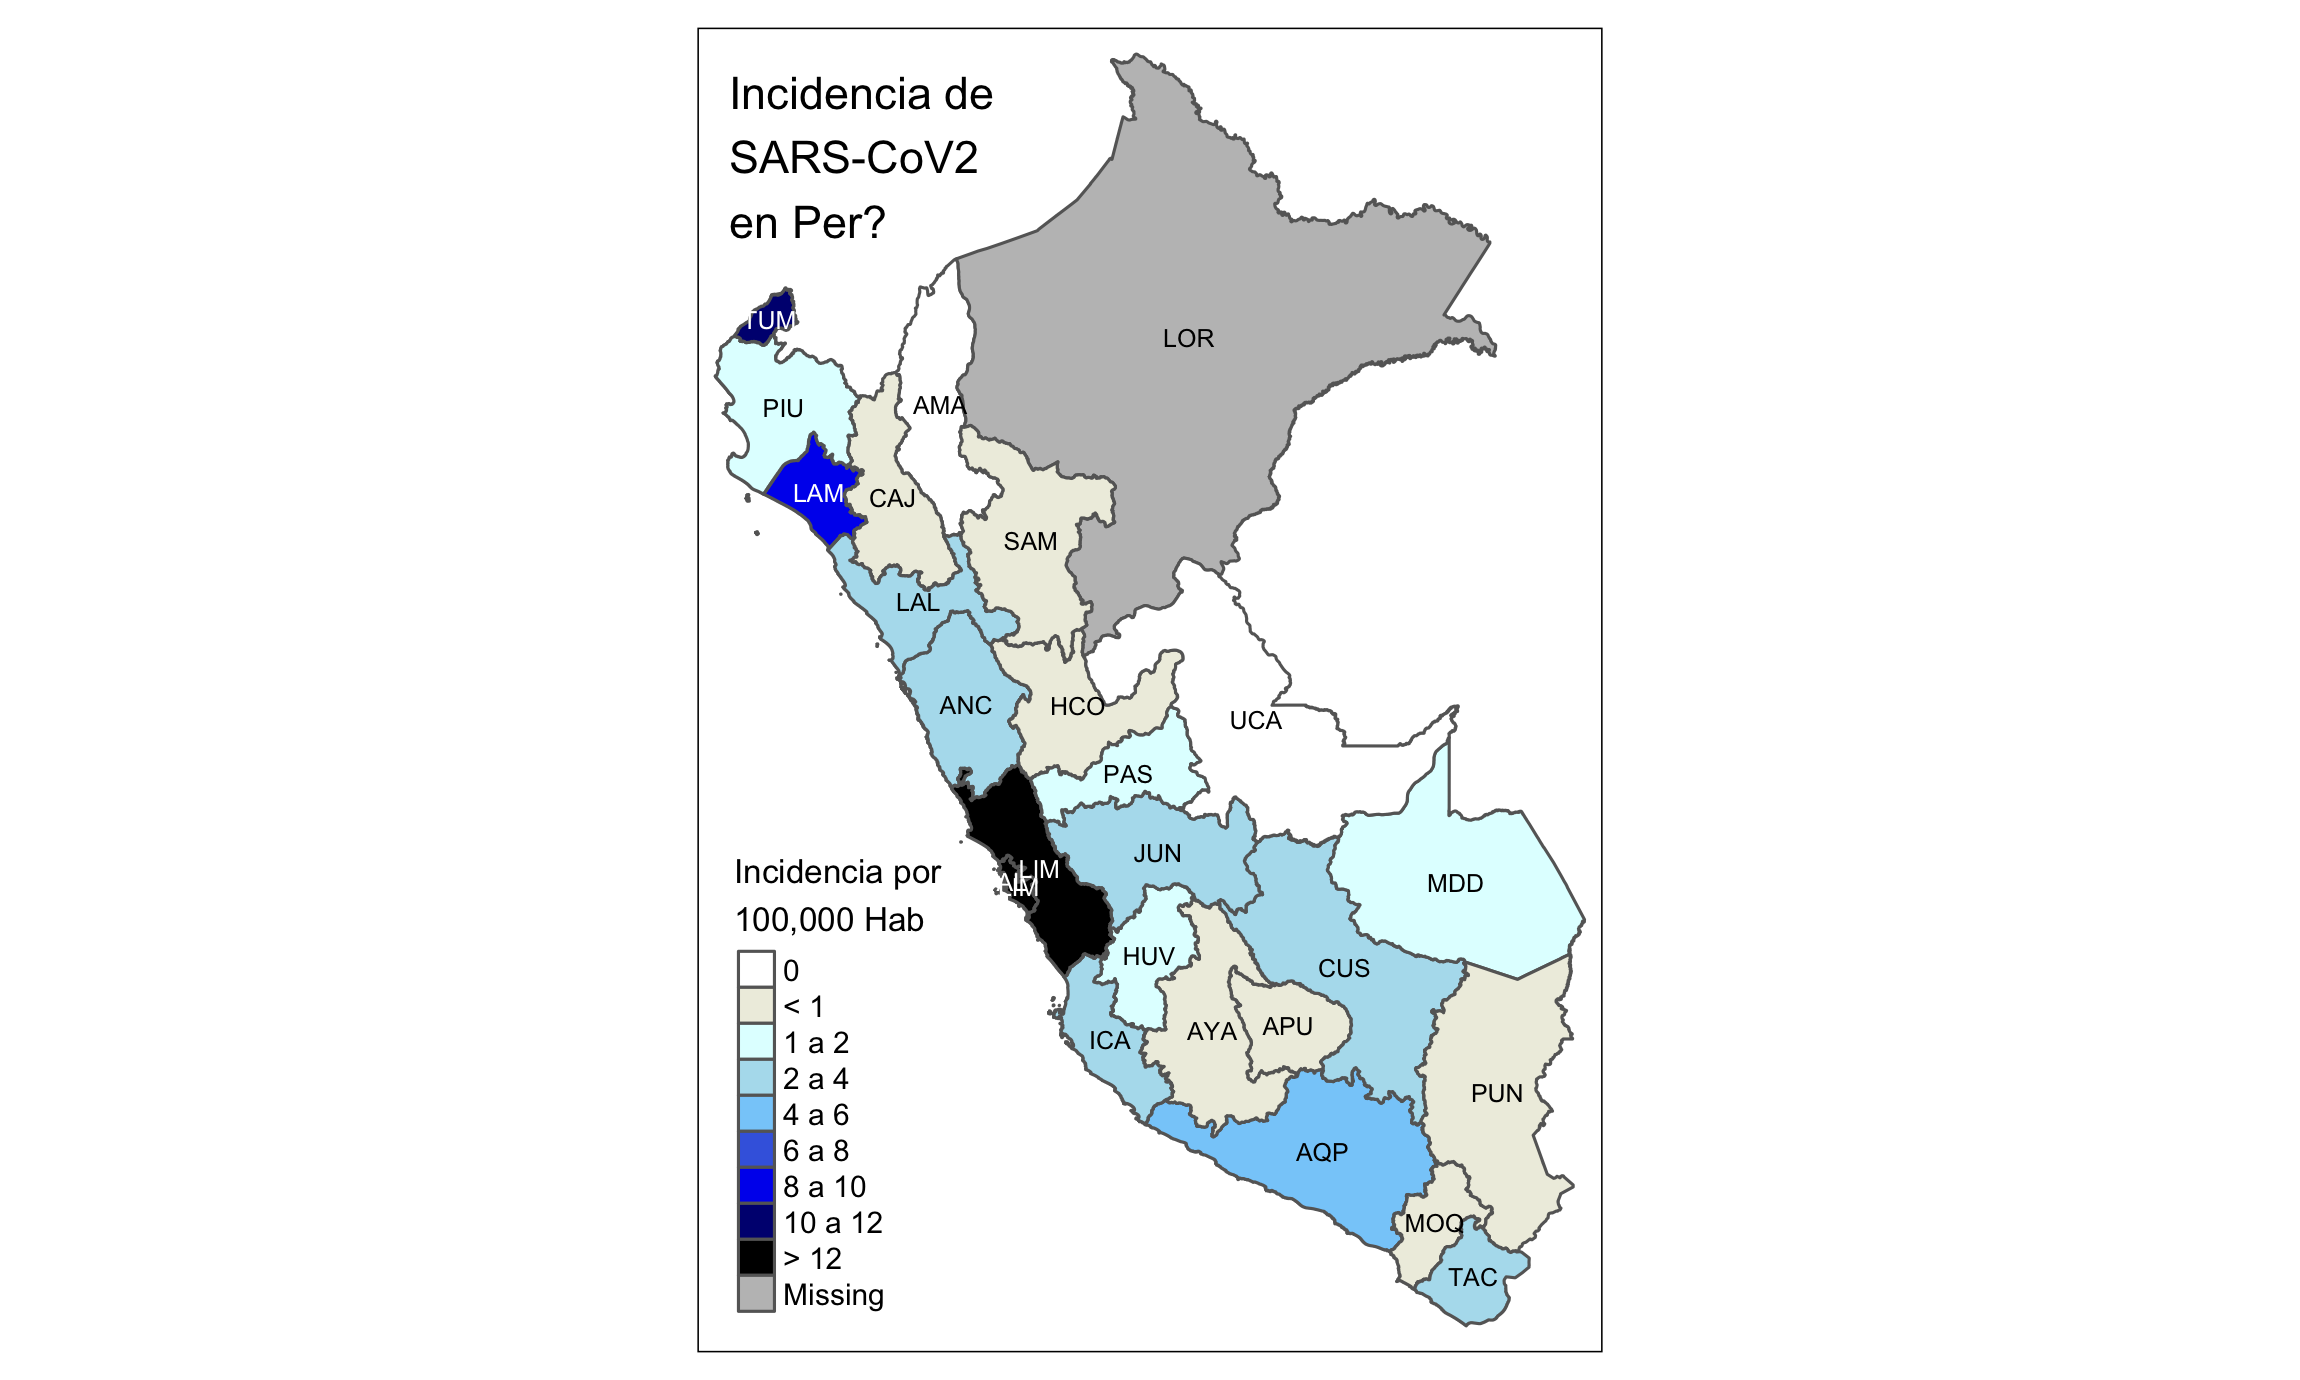 Incidencia de
SARS-CoV2
en Per?
TUM
LOR
PIU
AMA
LAM
CAJ
SAM
LAL
ANC
HCO
UCA
PAS
JUN
LIM
MDD
HUV
CUS
ICA
AYA
APU
PUN
AQP
MOQ
TAC
Incidencia por
100,000 Hab
0
< 1
1 a 2
2 a 4
4 a 6
6 a 8
8 a 10
10 a 12
> 12
Missing